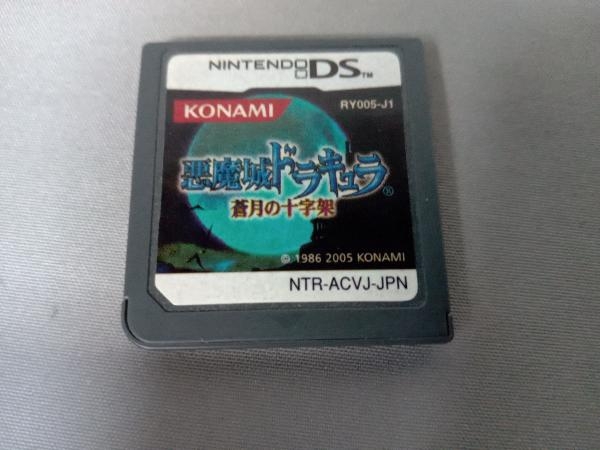 NINTENDO DS™
KONAMI
RY005-J1
悪魔城ドラキュラ®
蒼月の十字架
© 1986 2005 KONAMI
NTR-ACVJ-JPN